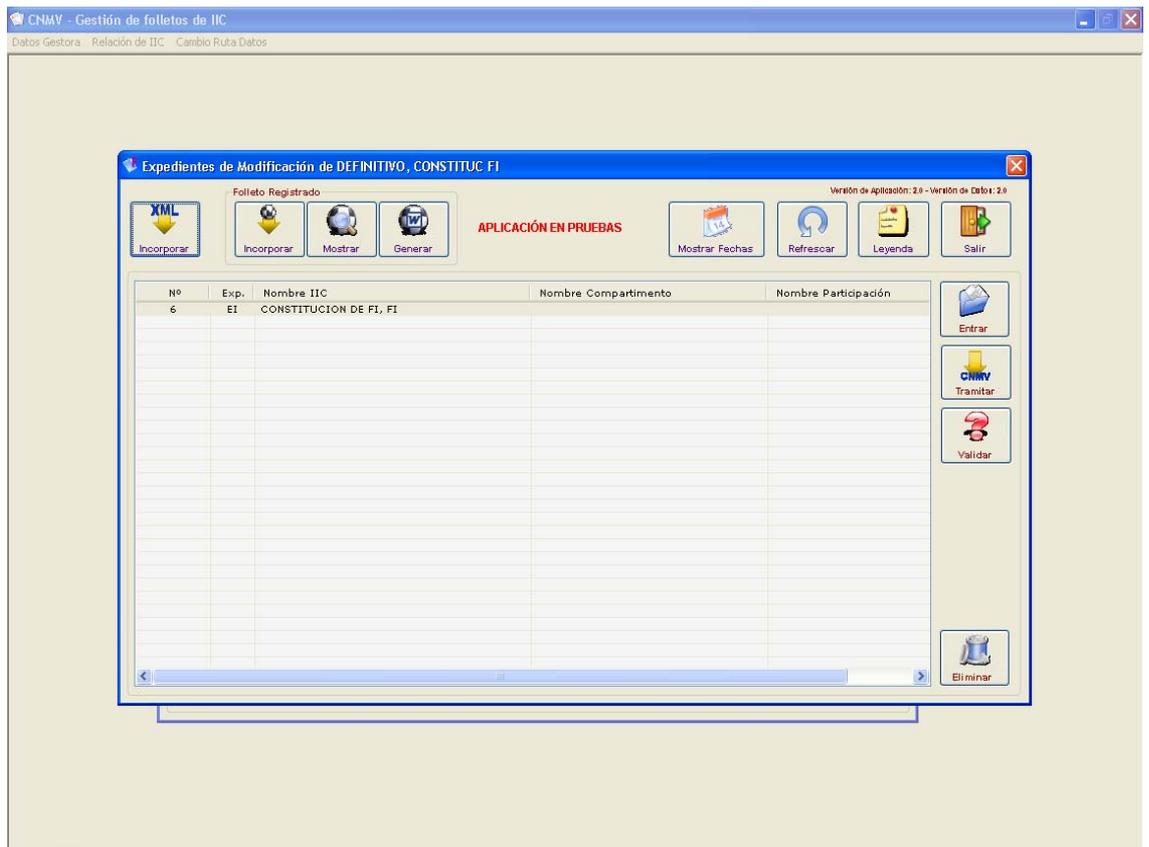 CNMV - Gestión de folletos de IIC
Datos Gestora Relación de IIC Cambio Ruta Datos
Expedientes de Modificación de DEFINITIVO, CONSTITUC FI
Folleto Registrado
Versión de Aplicación: 2.0 - Versión de Datos: 2.0
XML
Incorporar
Incorporar
Mostrar
Generar
APLICACIÓN EN PRUEBAS
14
Mostrar Fechas
Refrescar
Leyenda
Salir
Nº Exp. Nombre IIC Nombre Compartimento Nombre Participación
6 EI CONSTITUCION DE FI, FI
Entrar
CNMV
Tramitar
Validar
Eliminar